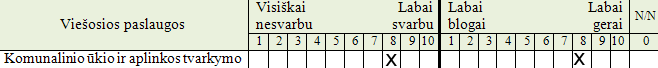 Viešosios paslaugos Visiškai nesvarbu Labai svarbu Labai blogai Labai gerai N/N
1 2 3 4 5 6 7 8 9 10 1 2 3 4 5 6 7 8 9 10 0
Komunalinio ūkio ir aplinkos tvarkymo X X